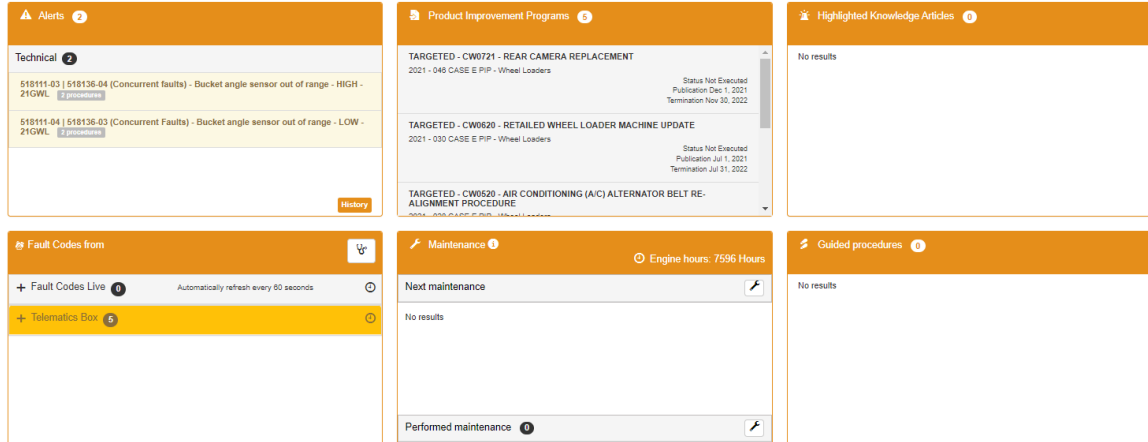 Alerts 2
Technical 2
518111-03 | 518136-04 (Concurrent faults) - Bucket angle sensor out of range - HIGH -
21GWL 2 procedures
518111-04 | 518136-03 (Concurrent Faults) - Bucket angle sensor out of range - LOW -
21GWL 2 procedures
History
Product Improvement Programs 5
TARGETED - CW0721 - REAR CAMERA REPLACEMENT
2021 - 046 CASE E PIP - Wheel Loaders
Status Not Executed
Publication Dec 1, 2021
Termination Nov 30, 2022
TARGETED - CW0620 - RETAILED WHEEL LOADER MACHINE UPDATE
2021 - 030 CASE E PIP - Wheel Loaders
Status Not Executed
Publication Jul 1, 2021
Termination Jul 31, 2022
TARGETED - CW0520 - AIR CONDITIONING (A/C) ALTERNATOR BELT RE-
ALIGNMENT PROCEDURE
CASE E PIP - Wheel Loaders
Highlighted Knowledge Articles 0
No results
Fault Codes from
+ Fault Codes Live 0 Automatically refresh every 60 seconds
+ Telematics Box 5
Maintenance i
Engine hours: 7596 Hours
Next maintenance
No results
Performed maintenance 0
Guided procedures 0
No results